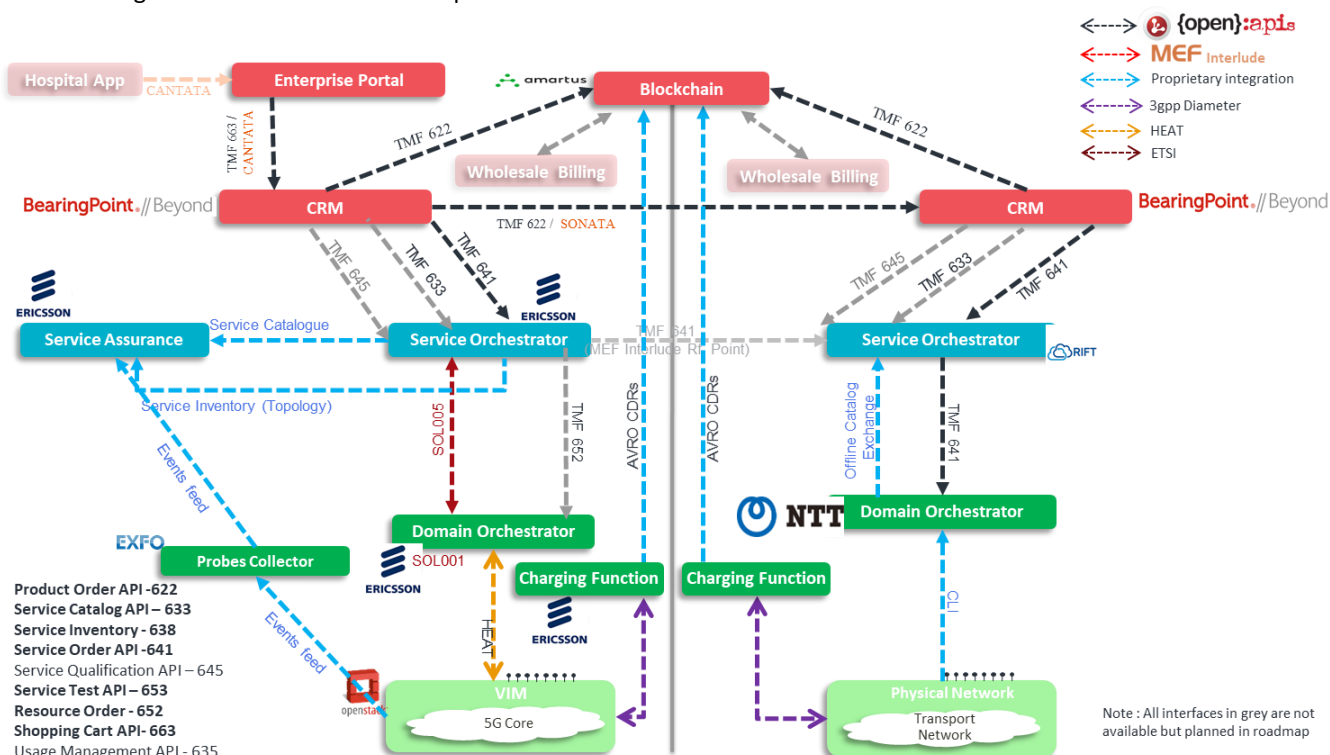 {open}:apis
MEF Interlude
Proprietary integration
3gpp Diameter
HEAT
ETSI
Hospital App
CANTATA
Enterprise Portal
amartus
Blockchain
TMF 663 /
CANTATA
TMF 622
TMF 622
Wholesale Billing
Wholesale Billing
BearingPoint.//Beyond
CRM
TMF 622 / SONATA
CRM
BearingPoint.//Beyond
TMF 645
TMF 633
TMF 641
TMF 645
TMF 633
TMF 641
ERICSSON
ERICSSON
Service Assurance
Service Catalogue
Service Orchestrator
TMF 641
(MEF Interlude Rf. Point)
Service Orchestrator
RIFT
Service Inventory (Topology)
Events feed
SOL005
TMF 652
AVRO CDRs
AVRO CDRs
Offline Catalog
Exchange
TMF 641
NTT
Domain Orchestrator
Domain Orchestrator
EXFO
Probes Collector
SOL001
ERICSSON
Charging Function
Charging Function
ERICSSON
CLI
HEAT
Events feed
Product Order API -622
Service Catalog API – 633
Service Inventory - 638
Service Order API -641
Service Qualification API – 645
Service Test API – 653
Resource Order - 652
Shopping Cart API- 663
Usage Management API - 635
openstack
VIM
5G Core
Physical Network
Transport
Network
Note : All interfaces in grey are not
available but planned in roadmap